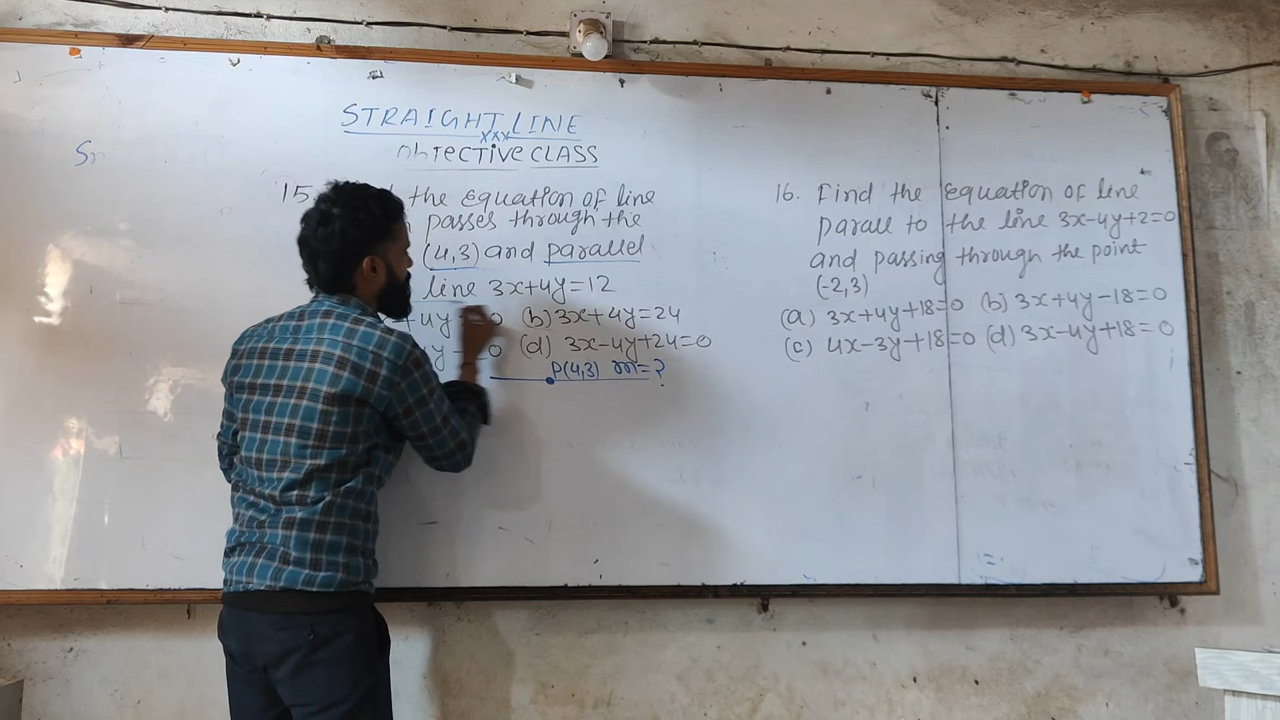 STRAIGHT LINE
xxx
ObJECTIVE CLASS
15. the equation of line
passes through the
(4,3) and parallel
line 3x+4y=12
(b) 3x+4y=24
(d) 3x-4y+24=0
P(4,3) m=?
16. Find the equation of line
parall to the line 3x-4y+2=0
and passing through the point
(-2,3)
(a) 3x+4y+18=0 (b) 3x+4y-18=0
(c) 4x-3y+18=0 (d) 3x-4y+18=0